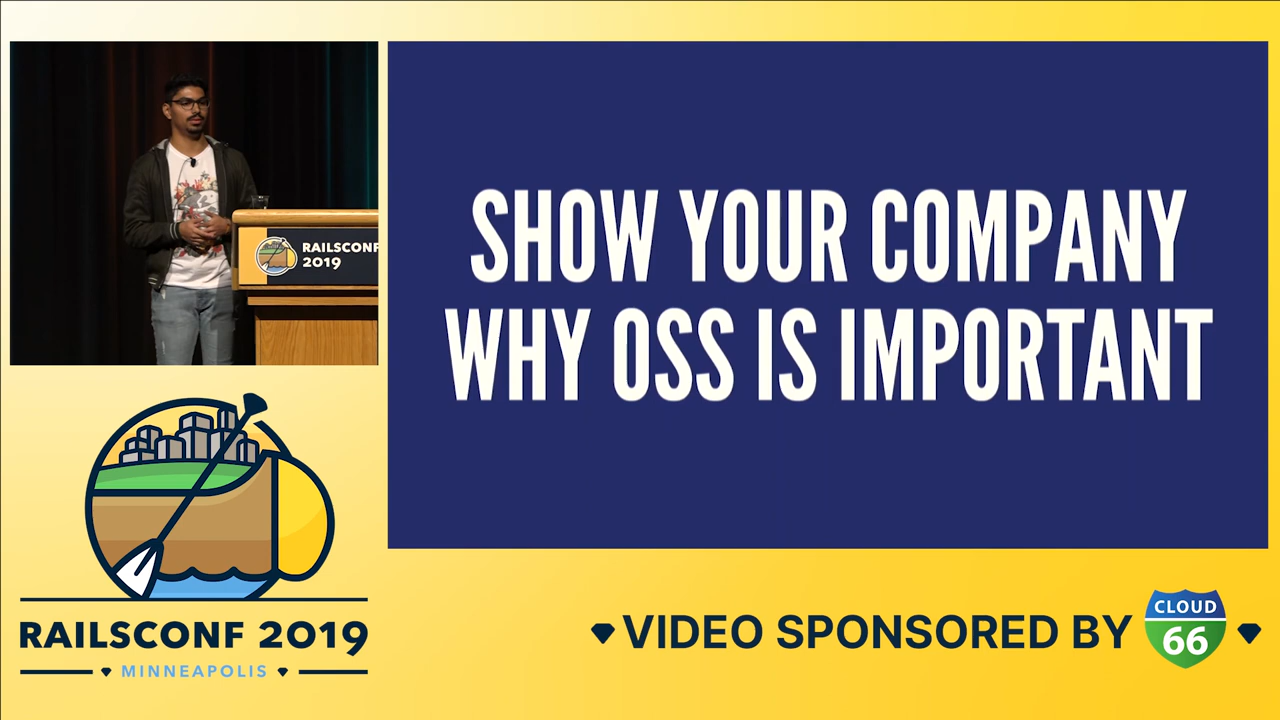 SHOW YOUR COMPANY
WHY OSS IS IMPORTANT
RAILSCONF
2019
RAILSCONF 2019
MINNEAPOLIS
VIDEO SPONSORED BY
CLOUD
66